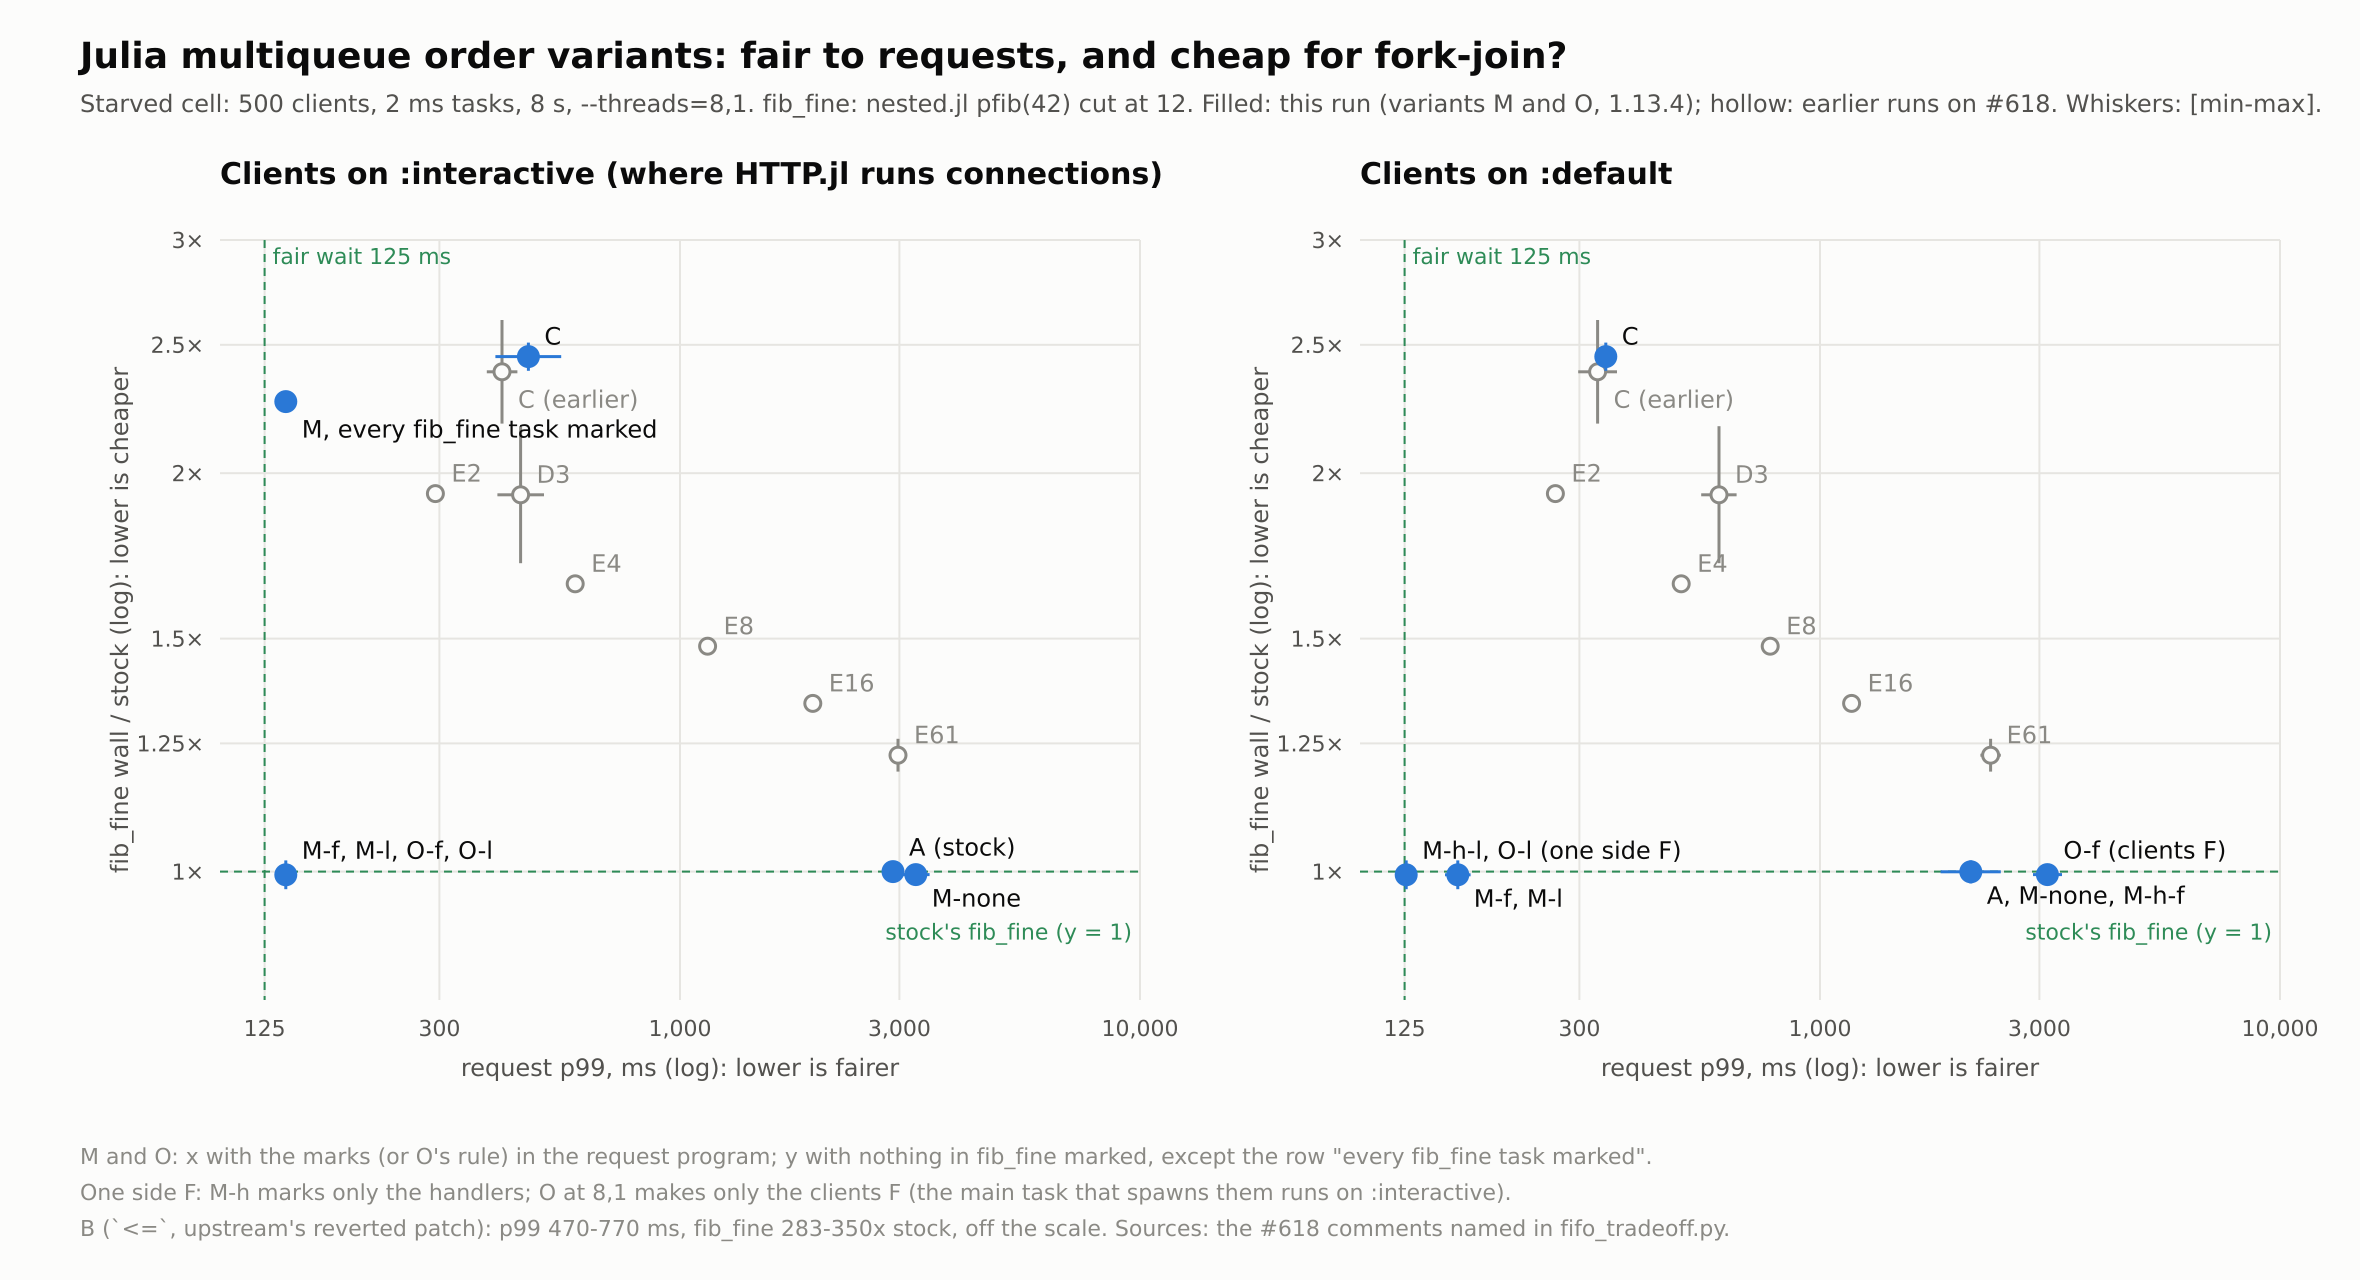 Julia multiqueue order variants: fair to requests, and cheap for fork-join?
Starved cell: 500 clients, 2 ms tasks, 8 s, --threads=8,1. fib_fine: nested.jl pfib(42) cut at 12. Filled: this run (variants M and O, 1.13.4); hollow: earlier runs on #618. Whiskers: [min-max].
Clients on :interactive (where HTTP.jl runs connections)
fib_fine wall / stock (log): lower is cheaper
3×
2.5×
2×
1.5×
1.25×
1×
fair wait 125 ms
C
C (earlier)
M, every fib_fine task marked
E2
D3
E4
E8
E16
E61
M-f, M-l, O-f, O-l
A (stock)
M-none
stock's fib_fine (y = 1)
125
300
1,000
3,000
10,000
request p99, ms (log): lower is fairer
Clients on :default
fib_fine wall / stock (log): lower is cheaper
3×
2.5×
2×
1.5×
1.25×
1×
fair wait 125 ms
C
C (earlier)
E2
D3
E4
E8
E16
E61
M-h-l, O-l (one side F)
O-f (clients F)
M-f, M-l
A, M-none, M-h-f
stock's fib_fine (y = 1)
125
300
1,000
3,000
10,000
request p99, ms (log): lower is fairer
M and O: x with the marks (or O's rule) in the request program; y with nothing in fib_fine marked, except the row "every fib_fine task marked".
One side F: M-h marks only the handlers; O at 8,1 makes only the clients F (the main task that spawns them runs on :interactive).
B (`<=`, upstream's reverted patch): p99 470-770 ms, fib_fine 283-350x stock, off the scale. Sources: the #618 comments named in fifo_tradeoff.py.